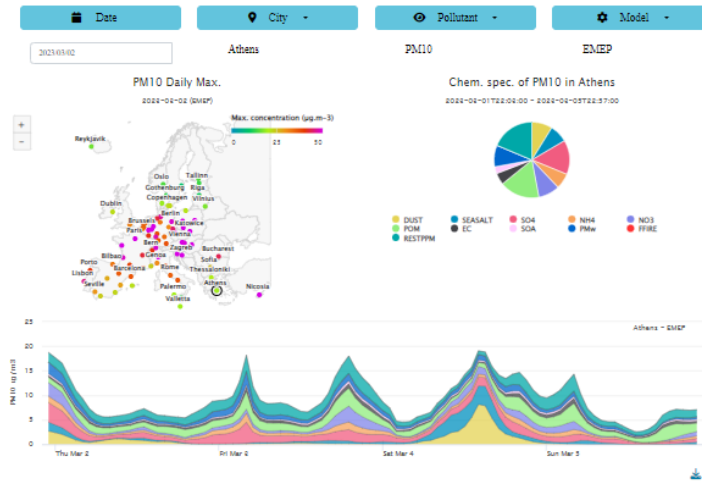 Date City Pollutant Model
2023/03/02 Athens PM10 EMEP
PM10 Daily Max.
Chem. spec. of PM10 in Athens
Max. concentration (µg.m-3)
0 25 50
+
−
Reykjavik
Oslo Tallinn
Gothenburg Riga
Copenhagen Vilnius
Dublin
Berlin
Brussels Katowice
Paris Vienna
Bern Zagreb
Bilbao Genoa Bucharest
Sofia
Porto Barcelona Rome Thessaloniki
Lisbon
Seville Palermo Athens Nicosia
Valletta
DUST SEASALT SO4 NH4 NO3
POM EC SOA PMw FFIRE
RESTPPM
Athens - EMEP
25
20
15
10
5
0
Thu Mar 2 Fri Mar Sat Mar 4 Sun Mar